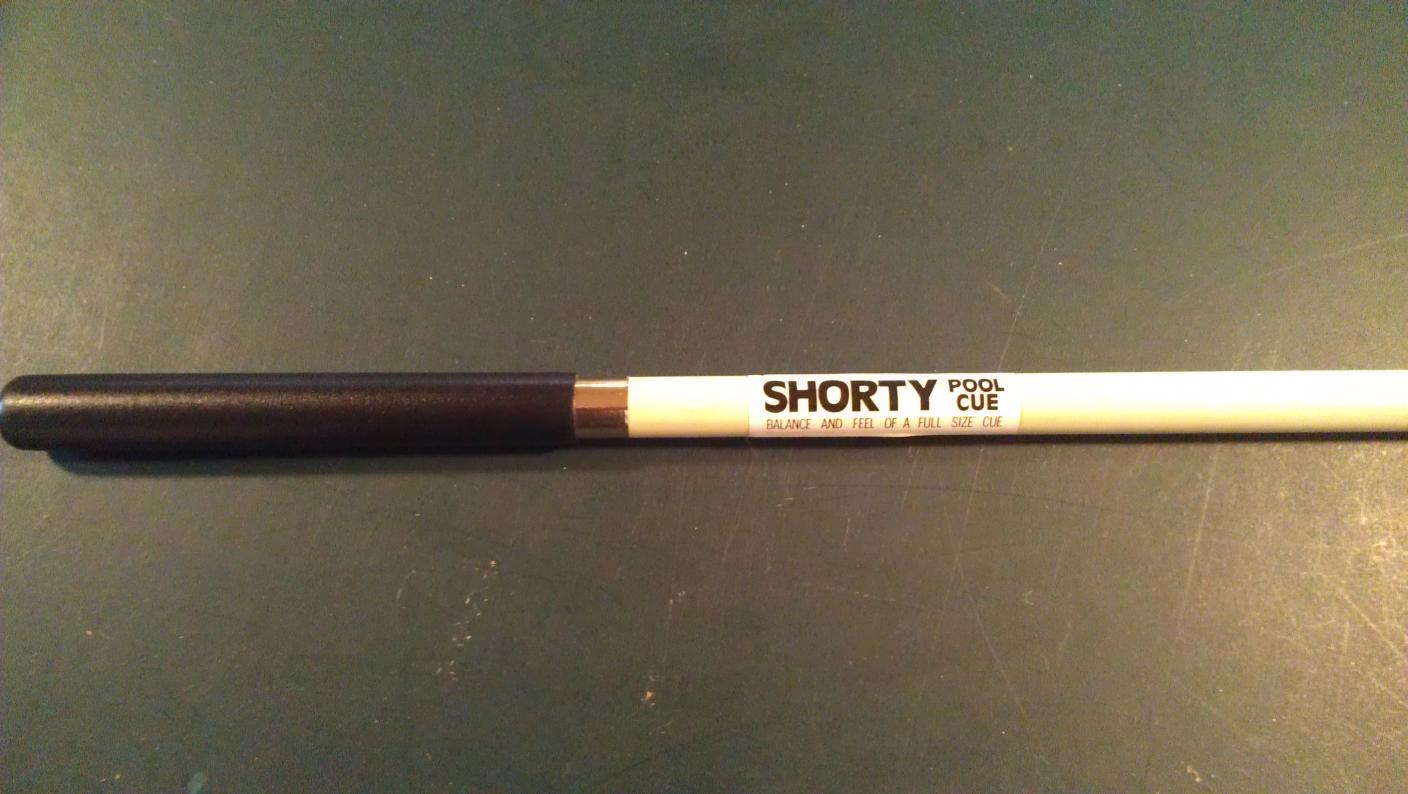 SHORTY POOL CUE
BALANCE AND FEEL OF A FULL SIZE CUE